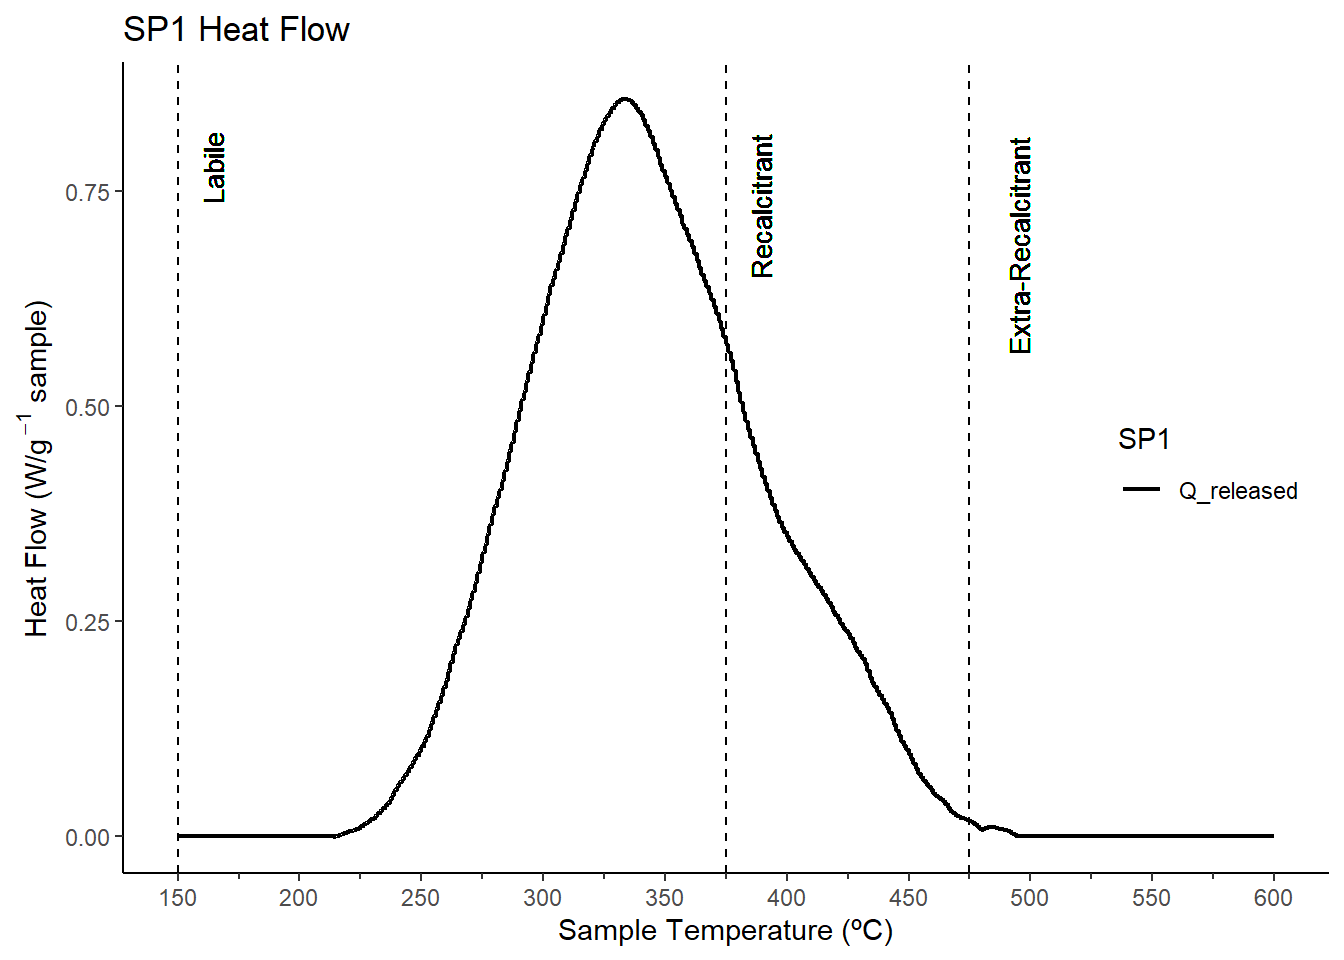 SP1 Heat Flow
Labile
Recalcitrant
Extra-Recalcitrant
Heat Flow (W/g⁻¹ sample)
0.75
0.50
0.25
0.00
SP1
Q_released
150 200 250 300 350 400 450 500 550 600
Sample Temperature (ºC)